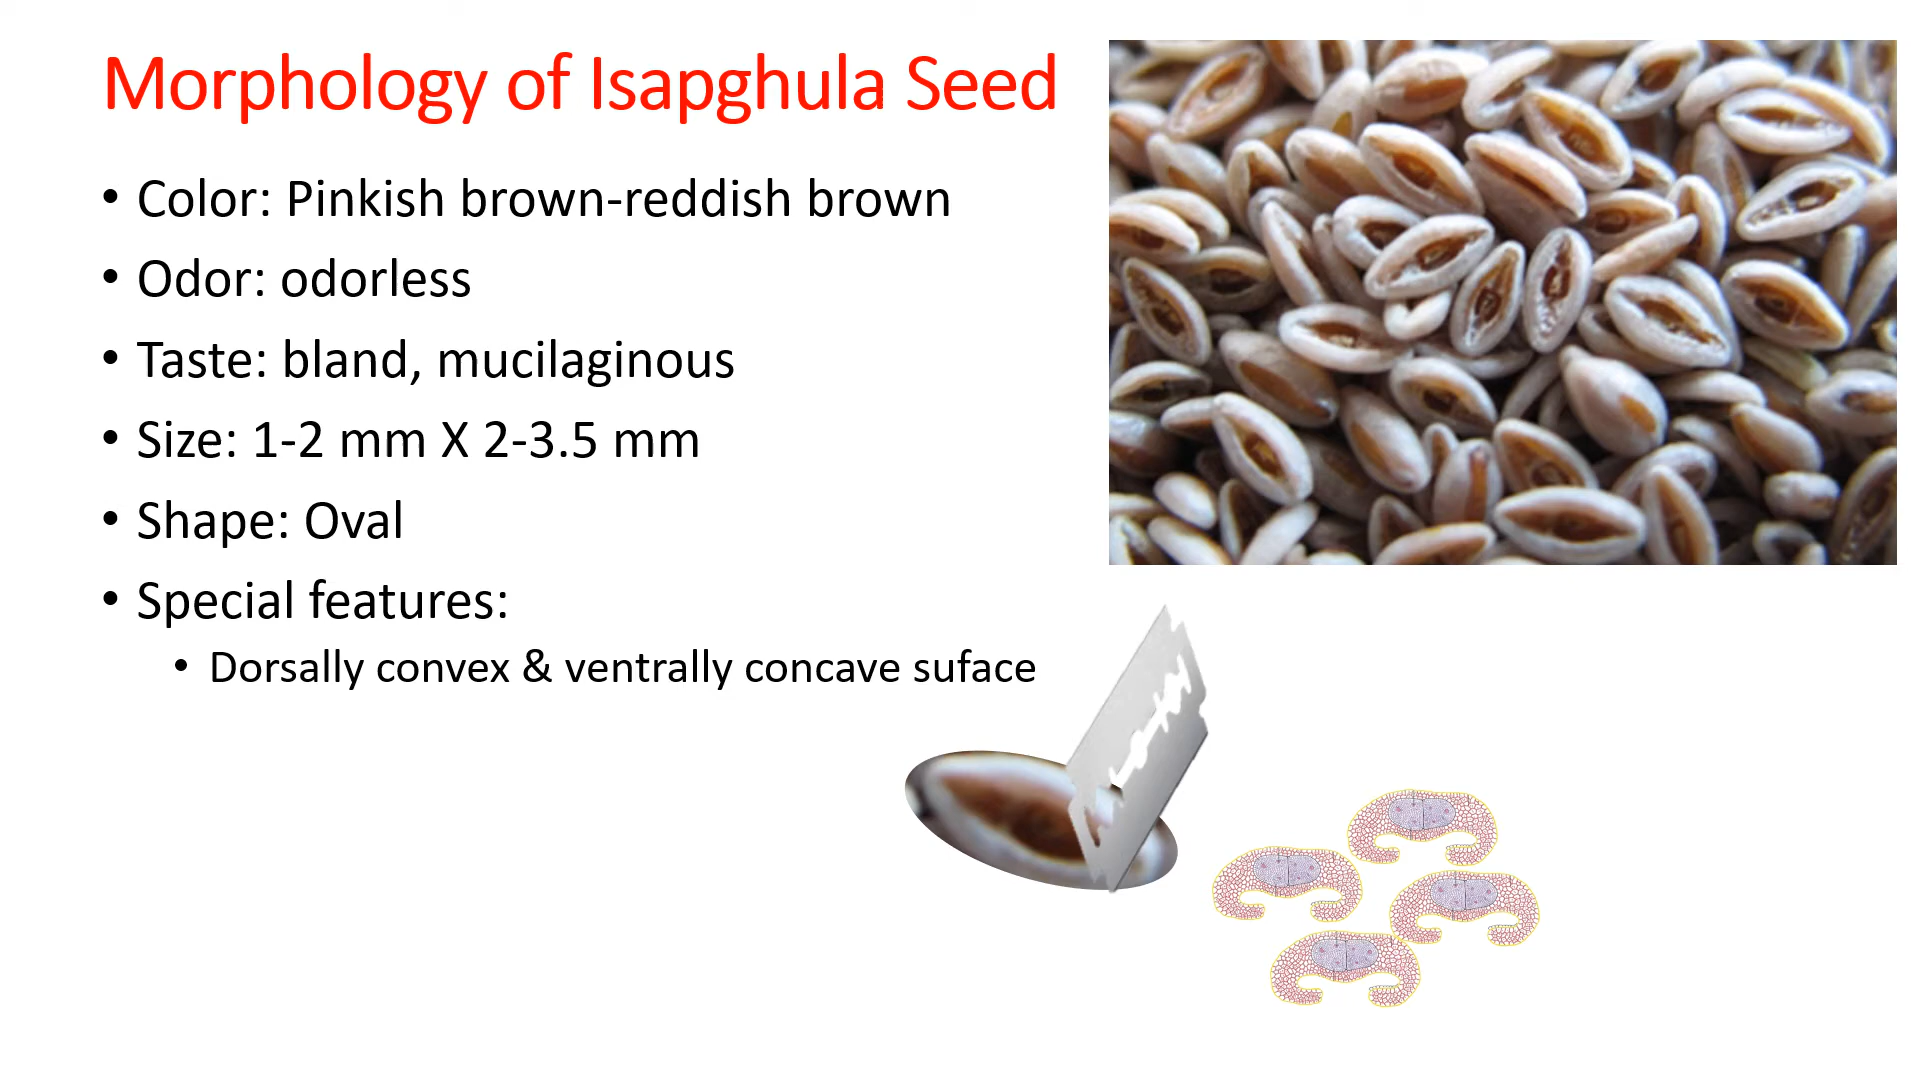 Morphology of Isapghula Seed
• Color: Pinkish brown-reddish brown
• Odor: odorless
• Taste: bland, mucilaginous
• Size: 1-2 mm X 2-3.5 mm
• Shape: Oval
• Special features:
• Dorsally convex & ventrally concave suface